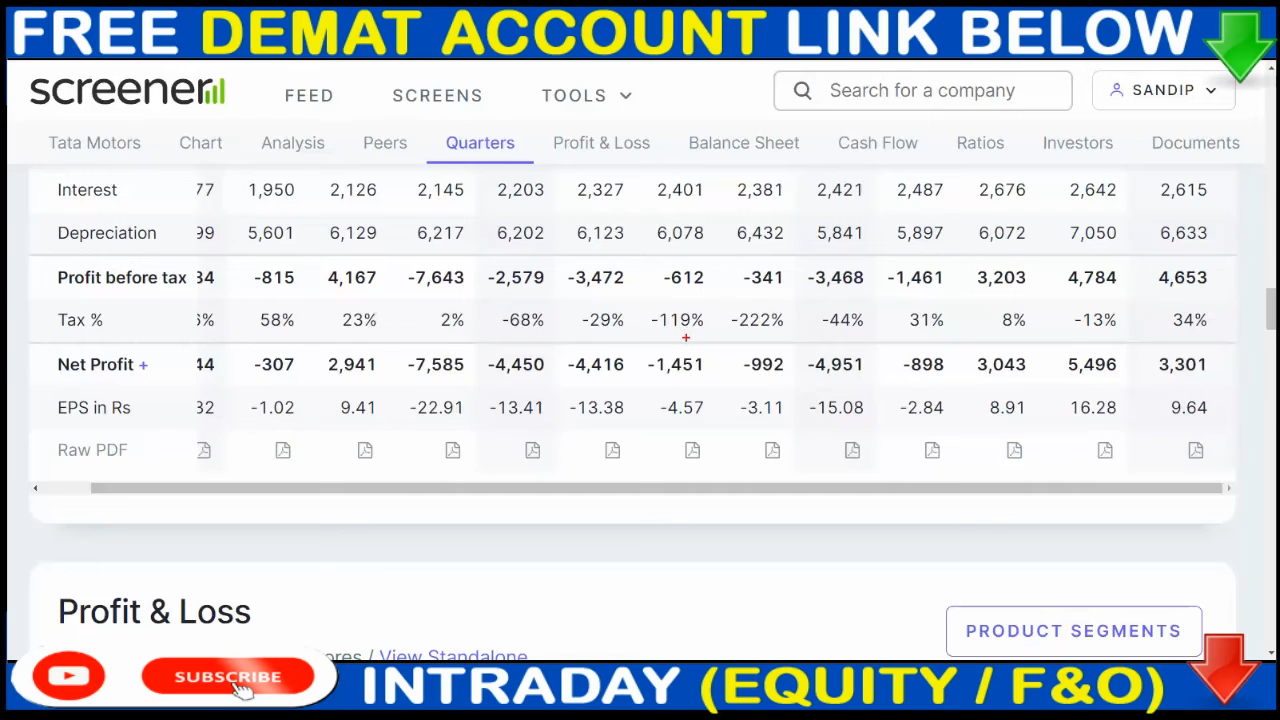 FREE DEMAT ACCOUNT LINK BELOW
screener FEED SCREENS TOOLS Search for a company SANDIP
Tata Motors Chart Analysis Peers Quarters Profit & Loss Balance Sheet Cash Flow Ratios Investors Documents
Interest 77 1,950 2,126 2,145 2,203 2,327 2,401 2,381 2,421 2,487 2,676 2,642 2,615
Depreciation 99 5,601 6,129 6,217 6,202 6,123 6,078 6,432 5,841 5,897 6,072 7,050 6,633
Profit before tax 34 -815 4,167 -7,643 -2,579 -3,472 -612 -341 -3,468 -1,461 3,203 4,784 4,653
Tax % 58% 23% 2% -68% -29% -119% -222% -44% 31% 8% -13% 34%
Net Profit + 44 -307 2,941 -7,585 -4,450 -4,416 -1,451 -992 -4,951 -898 3,043 5,496 3,301
EPS in Rs 32 -1.02 9.41 -22.91 -13.41 -13.38 -4.57 -3.11 -15.08 -2.84 8.91 16.28 9.64
Raw PDF
Profit & Loss
PRODUCT SEGMENTS
/ View Standalone
SUBSCRIBE
INTRADAY (EQUITY / F&O)